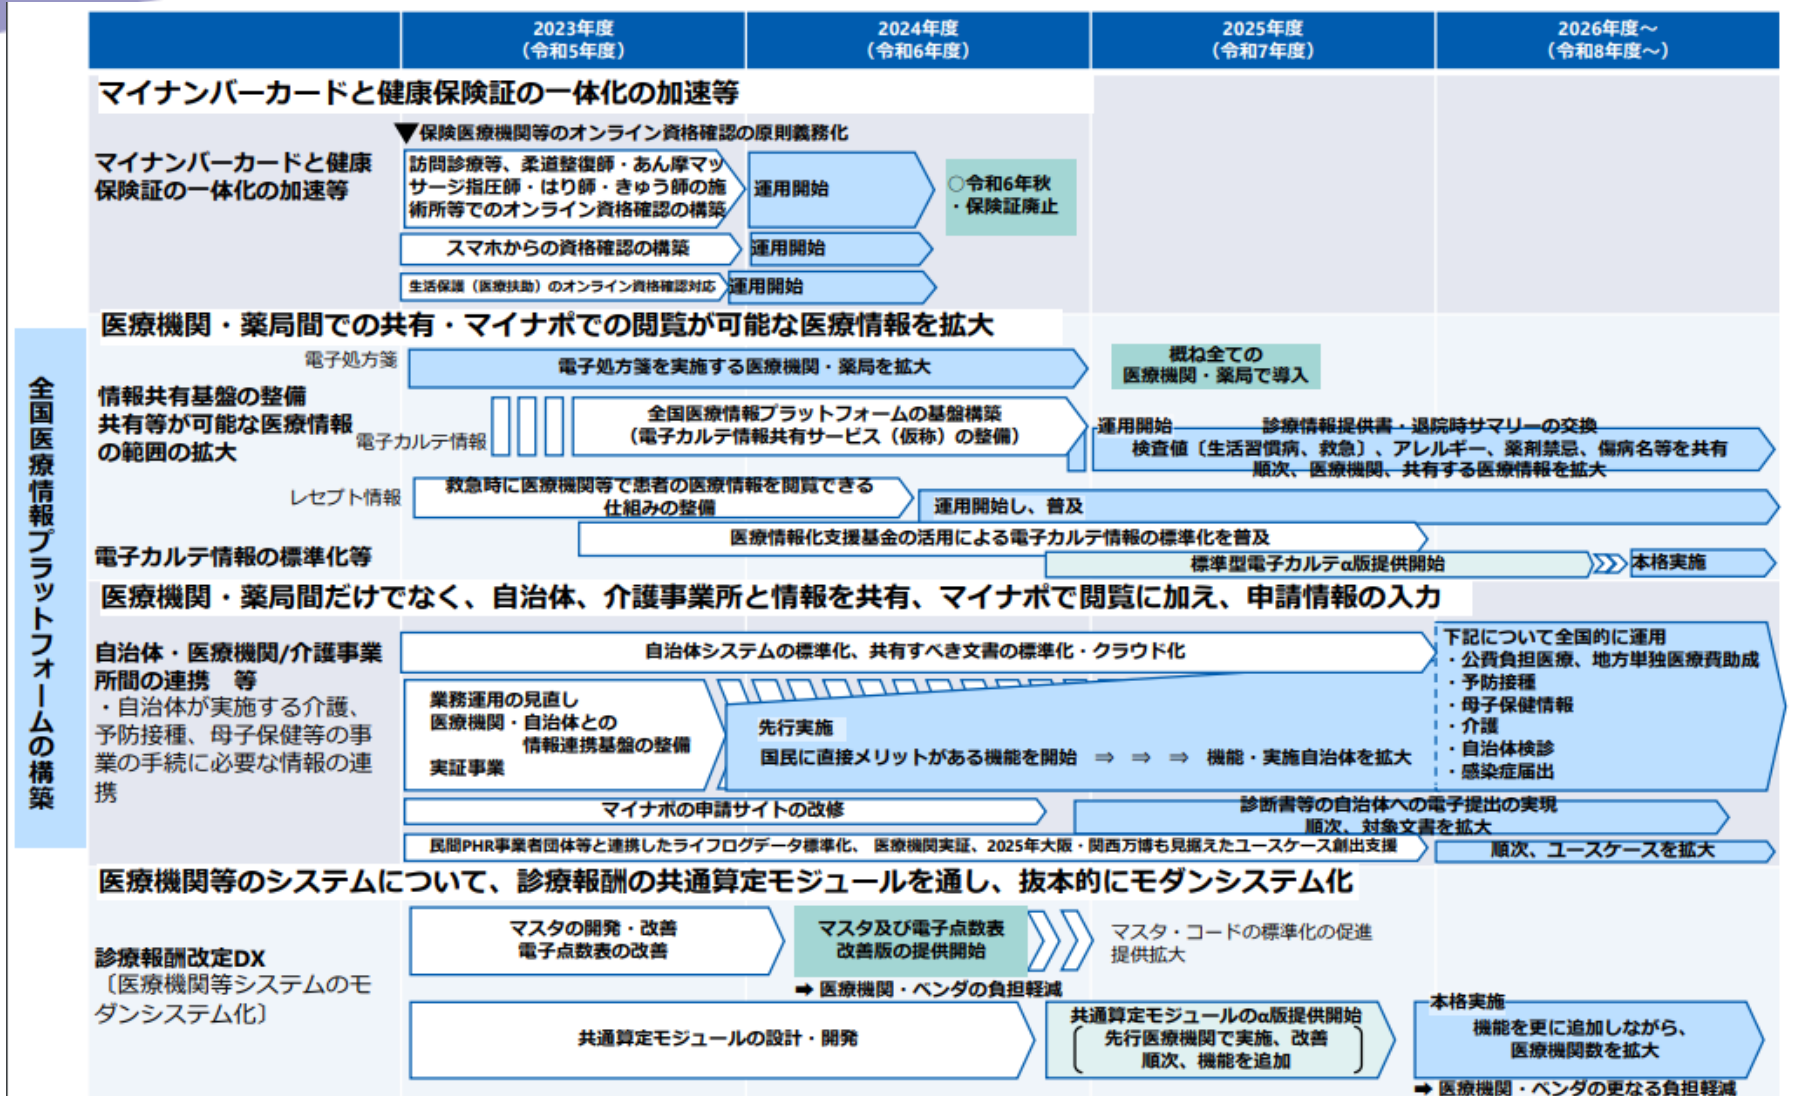 2023年度
（令和5年度）
2024年度
（令和6年度）
2025年度
（令和7年度）
2026年度～
（令和8年度～）
全国医療情報プラットフォームの構築
マイナンバーカードと健康保険証の一体化の加速等
マイナンバーカードと健康
保険証の一体化の加速等
▼保険医療機関等のオンライン資格確認の原則義務化
訪問診療等、柔道整復師・あん摩マッ
サージ指圧師・はり師・きゅう師の施
術所等でのオンライン資格確認の構築
運用開始
○令和6年秋
・保険証廃止
スマホからの資格確認の構築
運用開始
生活保護（医療扶助）のオンライン資格確認対応
運用開始
医療機関・薬局間での共有・マイナポでの閲覧が可能な医療情報を拡大
情報共有基盤の整備
共有等が可能な医療情報
の範囲の拡大
電子処方箋
電子処方箋を実施する医療機関・薬局を拡大
概ね全ての
医療機関・薬局で導入
電子カルテ情報
全国医療情報プラットフォームの基盤構築
（電子カルテ情報共有サービス（仮称）の整備）
運用開始
診療情報提供書・退院時サマリーの交換
検査値〔生活習慣病、救急〕、アレルギー、薬剤禁忌、傷病名等を共有
順次、医療機関、共有する医療情報を拡大
レセプト情報
救急時に医療機関等で患者の医療情報を閲覧できる
仕組みの整備
運用開始し、普及
電子カルテ情報の標準化等
医療情報化支援基金の活用による電子カルテ情報の標準化を普及
標準型電子カルテα版提供開始
本格実施
医療機関・薬局間だけでなく、自治体、介護事業所と情報を共有、マイナポで閲覧に加え、申請情報の入力
自治体・医療機関/介護事業
所間の連携　等
・自治体が実施する介護、
予防接種、母子保健等の事
業の手続に必要な情報の連
携
自治体システムの標準化、共有すべき文書の標準化・クラウド化
業務運用の見直し
医療機関・自治体との
情報連携基盤の整備
実証事業
先行実施
国民に直接メリットがある機能を開始　⇒　⇒　⇒　機能・実施自治体を拡大
下記について全国的に運用
・公費負担医療、地方単独医療費助成
・予防接種
・母子保健情報
・介護
・自治体検診
・感染症届出
マイナポの申請サイトの改修
診断書等の自治体への電子提出の実現
順次、対象文書を拡大
民間PHR事業者団体等と連携したライフログデータ標準化、 医療機関実証、2025年大阪・関西万博も見据えたユースケース創出支援
順次、ユースケースを拡大
医療機関等のシステムについて、診療報酬の共通算定モジュールを通し、抜本的にモダンシステム化
診療報酬改定DX
〔医療機関等システムのモ
ダンシステム化〕
マスタの開発・改善
電子点数表の改善
マスタ及び電子点数表
改善版の提供開始
マスタ・コードの標準化の促進
提供拡大
➡ 医療機関・ベンダの負担軽減
共通算定モジュールの設計・開発
共通算定モジュールのα版提供開始
先行医療機関で実施、改善
順次、機能を追加
本格実施
機能を更に追加しながら、
医療機関数を拡大
➡ 医療機関・ベンダの更なる負担軽減